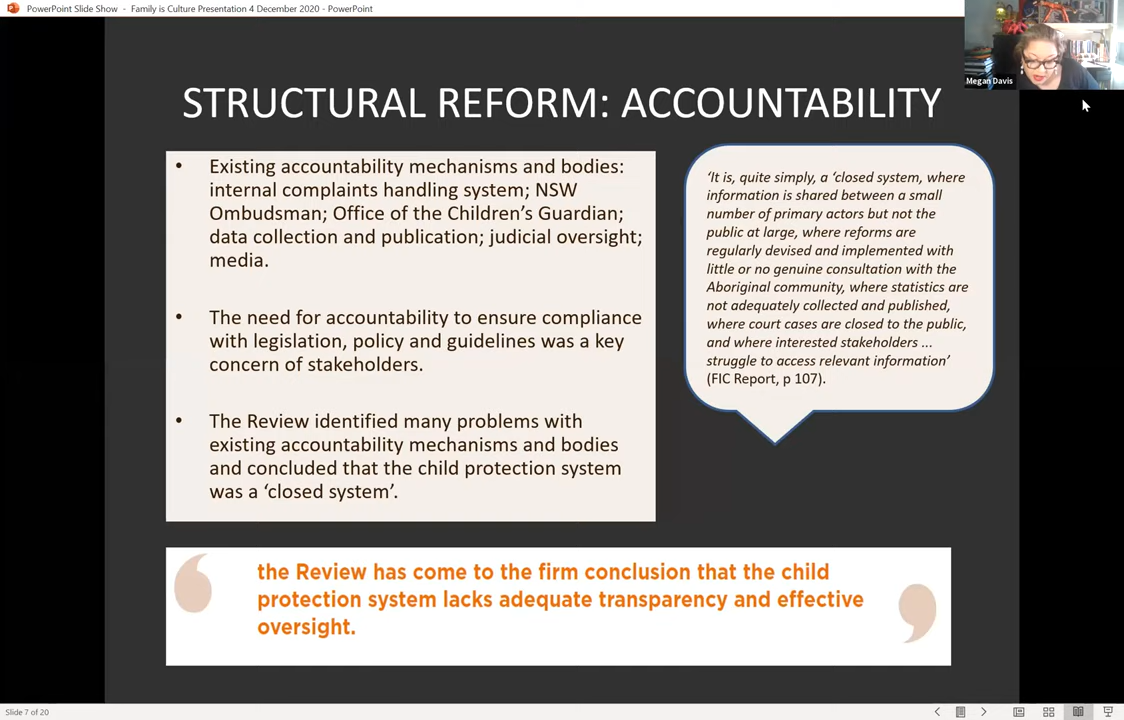 PowerPoint Slide Show - Family is Culture Presentation 4 December 2020 - PowerPoint
Megan Davis
STRUCTURAL REFORM: ACCOUNTABILITY
• Existing accountability mechanisms and bodies:
internal complaints handling system; NSW
Ombudsman; Office of the Children’s Guardian;
data collection and publication; judicial oversight;
media.
• The need for accountability to ensure compliance
with legislation, policy and guidelines was a key
concern of stakeholders.
• The Review identified many problems with
existing accountability mechanisms and bodies
and concluded that the child protection system
was a ‘closed system’.
‘It is, quite simply, a ‘closed system, where
information is shared between a small
number of primary actors but not the
public at large, where reforms are
regularly devised and implemented with
little or no genuine consultation with the
Aboriginal community, where statistics are
not adequately collected and published,
where court cases are closed to the public,
and where interested stakeholders ...
struggle to access relevant information’
(FIC Report, p 107).
the Review has come to the firm conclusion that the child
protection system lacks adequate transparency and effective
oversight.
Slide 7 of 20